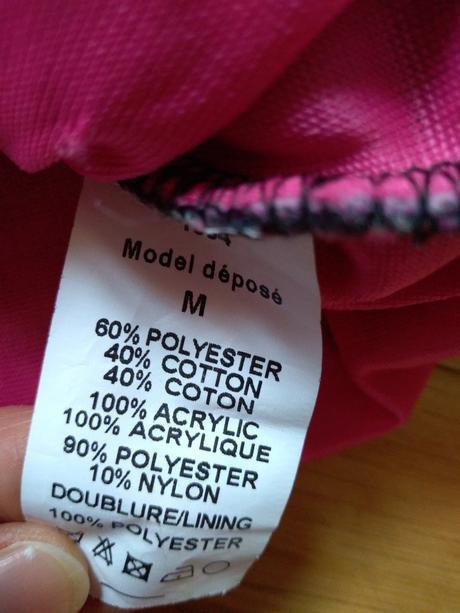 Model déposé
M
60% POLYESTER
40% COTTON
40% COTON
100% ACRYLIC
100% ACRYLIQUE
90% POLYESTER
10% NYLON
DOUBLURE/LINING
100% POLYESTER